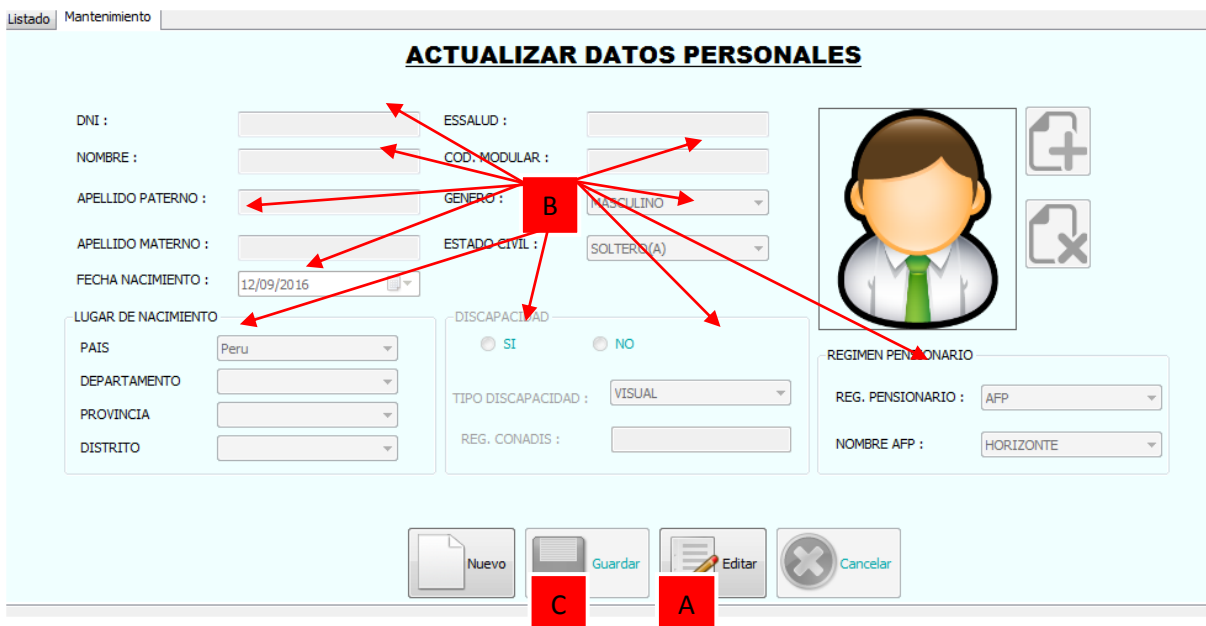 Listado Mantenimiento
ACTUALIZAR DATOS PERSONALES
DNI : ESSALUD :
NOMBRE : COD. MODULAR :
APELLIDO PATERNO : GENERO : B MASCULINO
APELLIDO MATERNO : ESTADO CIVIL : SOLTERO(A)
FECHA NACIMIENTO : 12/09/2016
LUGAR DE NACIMIENTO
PAIS Peru
DEPARTAMENTO
PROVINCIA
DISTRITO
DISCAPACIDAD
SI NO
TIPO DISCAPACIDAD : VISUAL
REG. CONADIS :
REGIMEN PENSIONARIO
REG. PENSIONARIO : AFP
NOMBRE AFP : HORIZONTE
Nuevo Guardar Editar Cancelar
C A